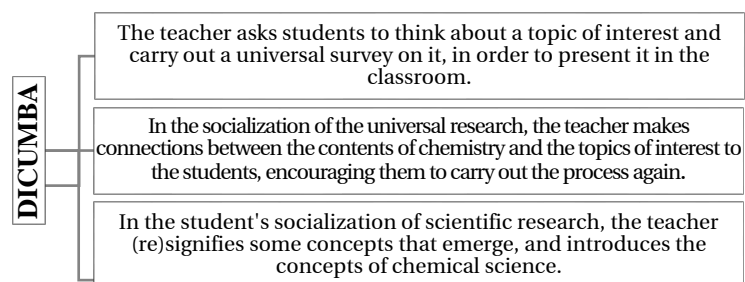 DICUMBA
The teacher asks students to think about a topic of interest and
carry out a universal survey on it, in order to present it in the
classroom.
In the socialization of the universal research, the teacher makes
connections between the contents of chemistry and the topics of interest to
the students, encouraging them to carry out the process again.
In the student's socialization of scientific research, the teacher
(re)signifies some concepts that emerge, and introduces the
concepts of chemical science.